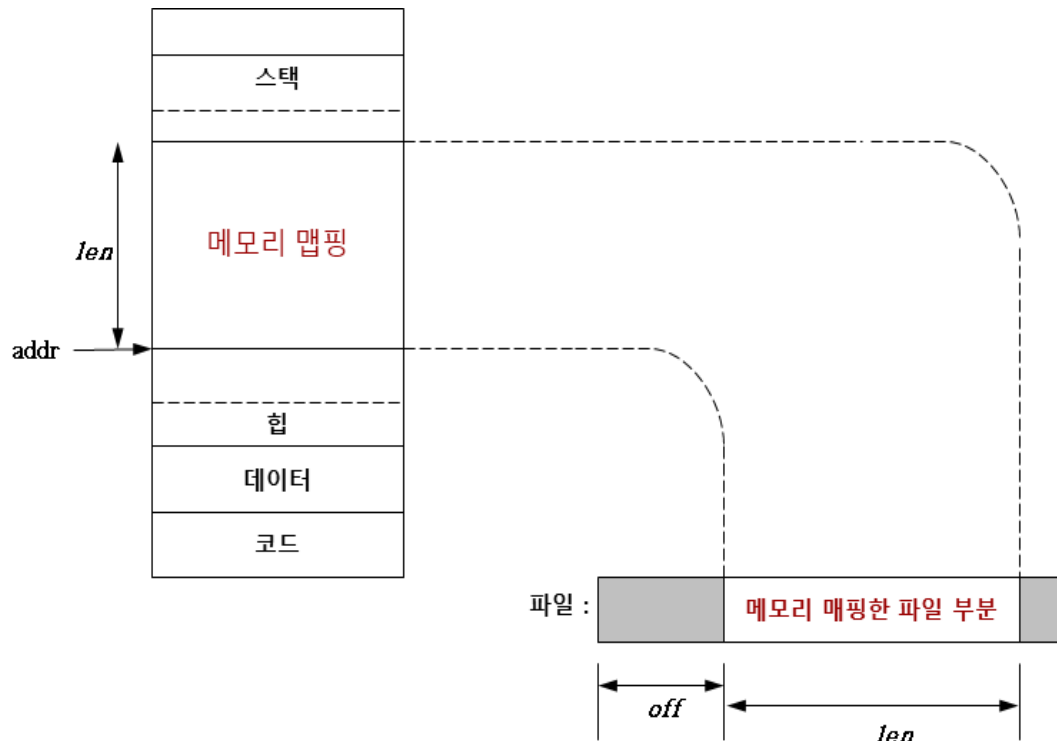 스택
메모리 맵핑
len
addr
힙
데이터
코드
파일 :
메모리 매핑한 파일 부분
off
len